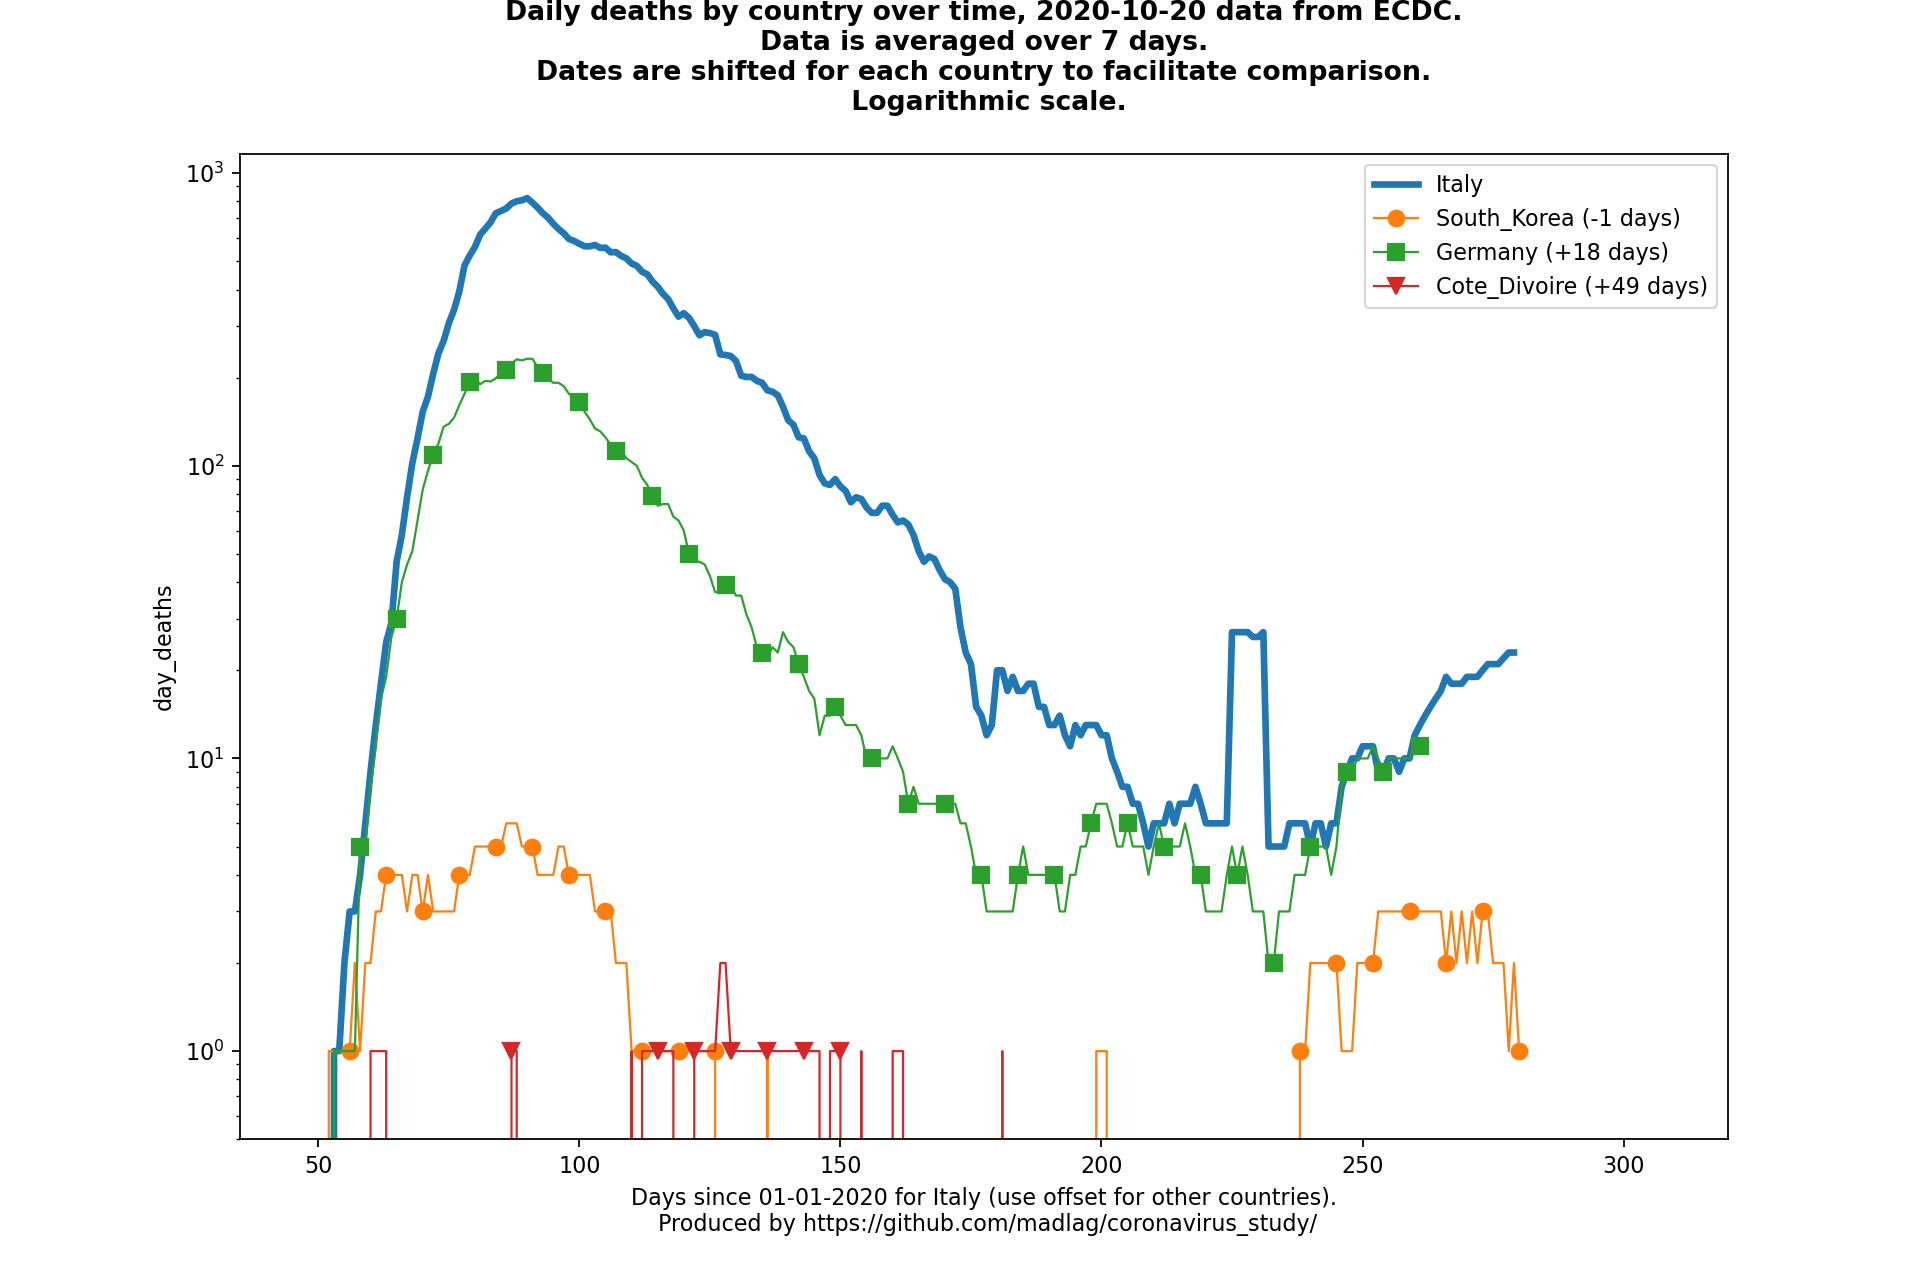 Daily deaths by country over time, 2020-10-20 data from ECDC.
Data is averaged over 7 days.
Dates are shifted for each country to facilitate comparison.
Logarithmic scale.
10³
10²
10¹
10⁰
day_deaths
Italy
South_Korea (-1 days)
Germany (+18 days)
Cote_Divoire (+49 days)
50 100 150 200 250 300
Days since 01-01-2020 for Italy (use offset for other countries).
Produced by https://github.com/madlag/coronavirus_study/